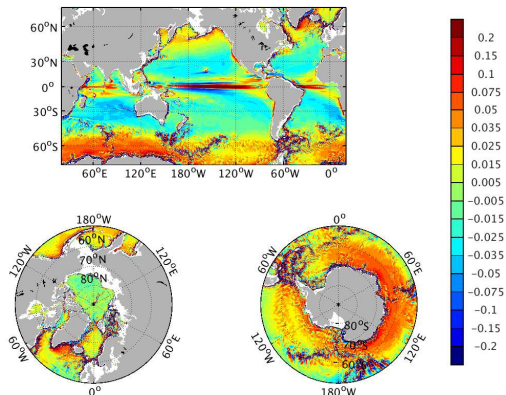 60°N
30°N
0°
30°S
60°S
60°E
120°E
180°W
120°W
60°W
0°
0.2
0.15
0.1
0.075
0.05
0.035
0.025
0.015
0.005
−0.005
−0.015
−0.025
−0.035
−0.05
−0.075
−0.1
−0.15
−0.2
180°W
120°W
120°E
60°N
70°N
80°N
60°W
60°E
0°
0°
60°W
60°E
80°S
70°S
60°S
120°W
120°E
180°W